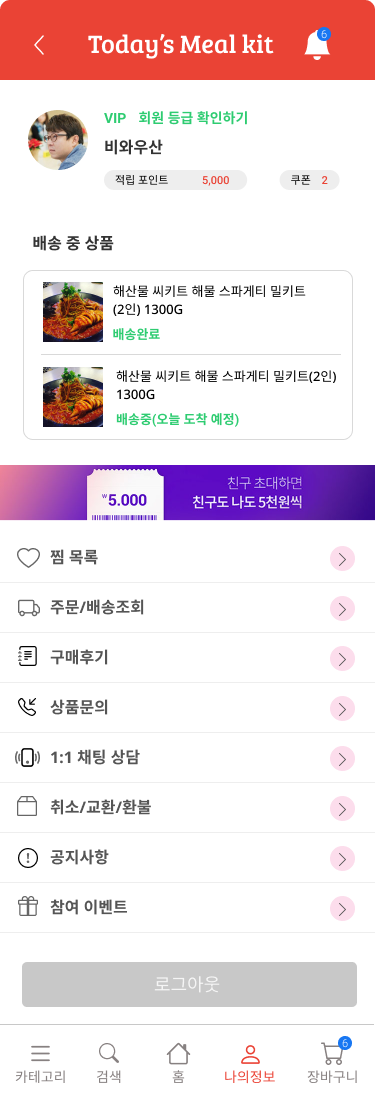 Today's Meal kit
6
VIP 회원 등급 확인하기
비와우산
적립 포인트 5,000 쿠폰 2
배송 중 상품
해산물 씨키트 해물 스파게티 밀키트
(2인) 1300G
배송완료
해산물 씨키트 해물 스파게티 밀키트(2인)
1300G
배송중(오늘 도착 예정)
₩5.000
친구 초대하면
친구도 나도 5천원씩
찜 목록
주문/배송조회
구매후기
상품문의
1:1 채팅 상담
취소/교환/환불
공지사항
참여 이벤트
로그아웃
6
카테고리 검색 홈 나의정보 장바구니